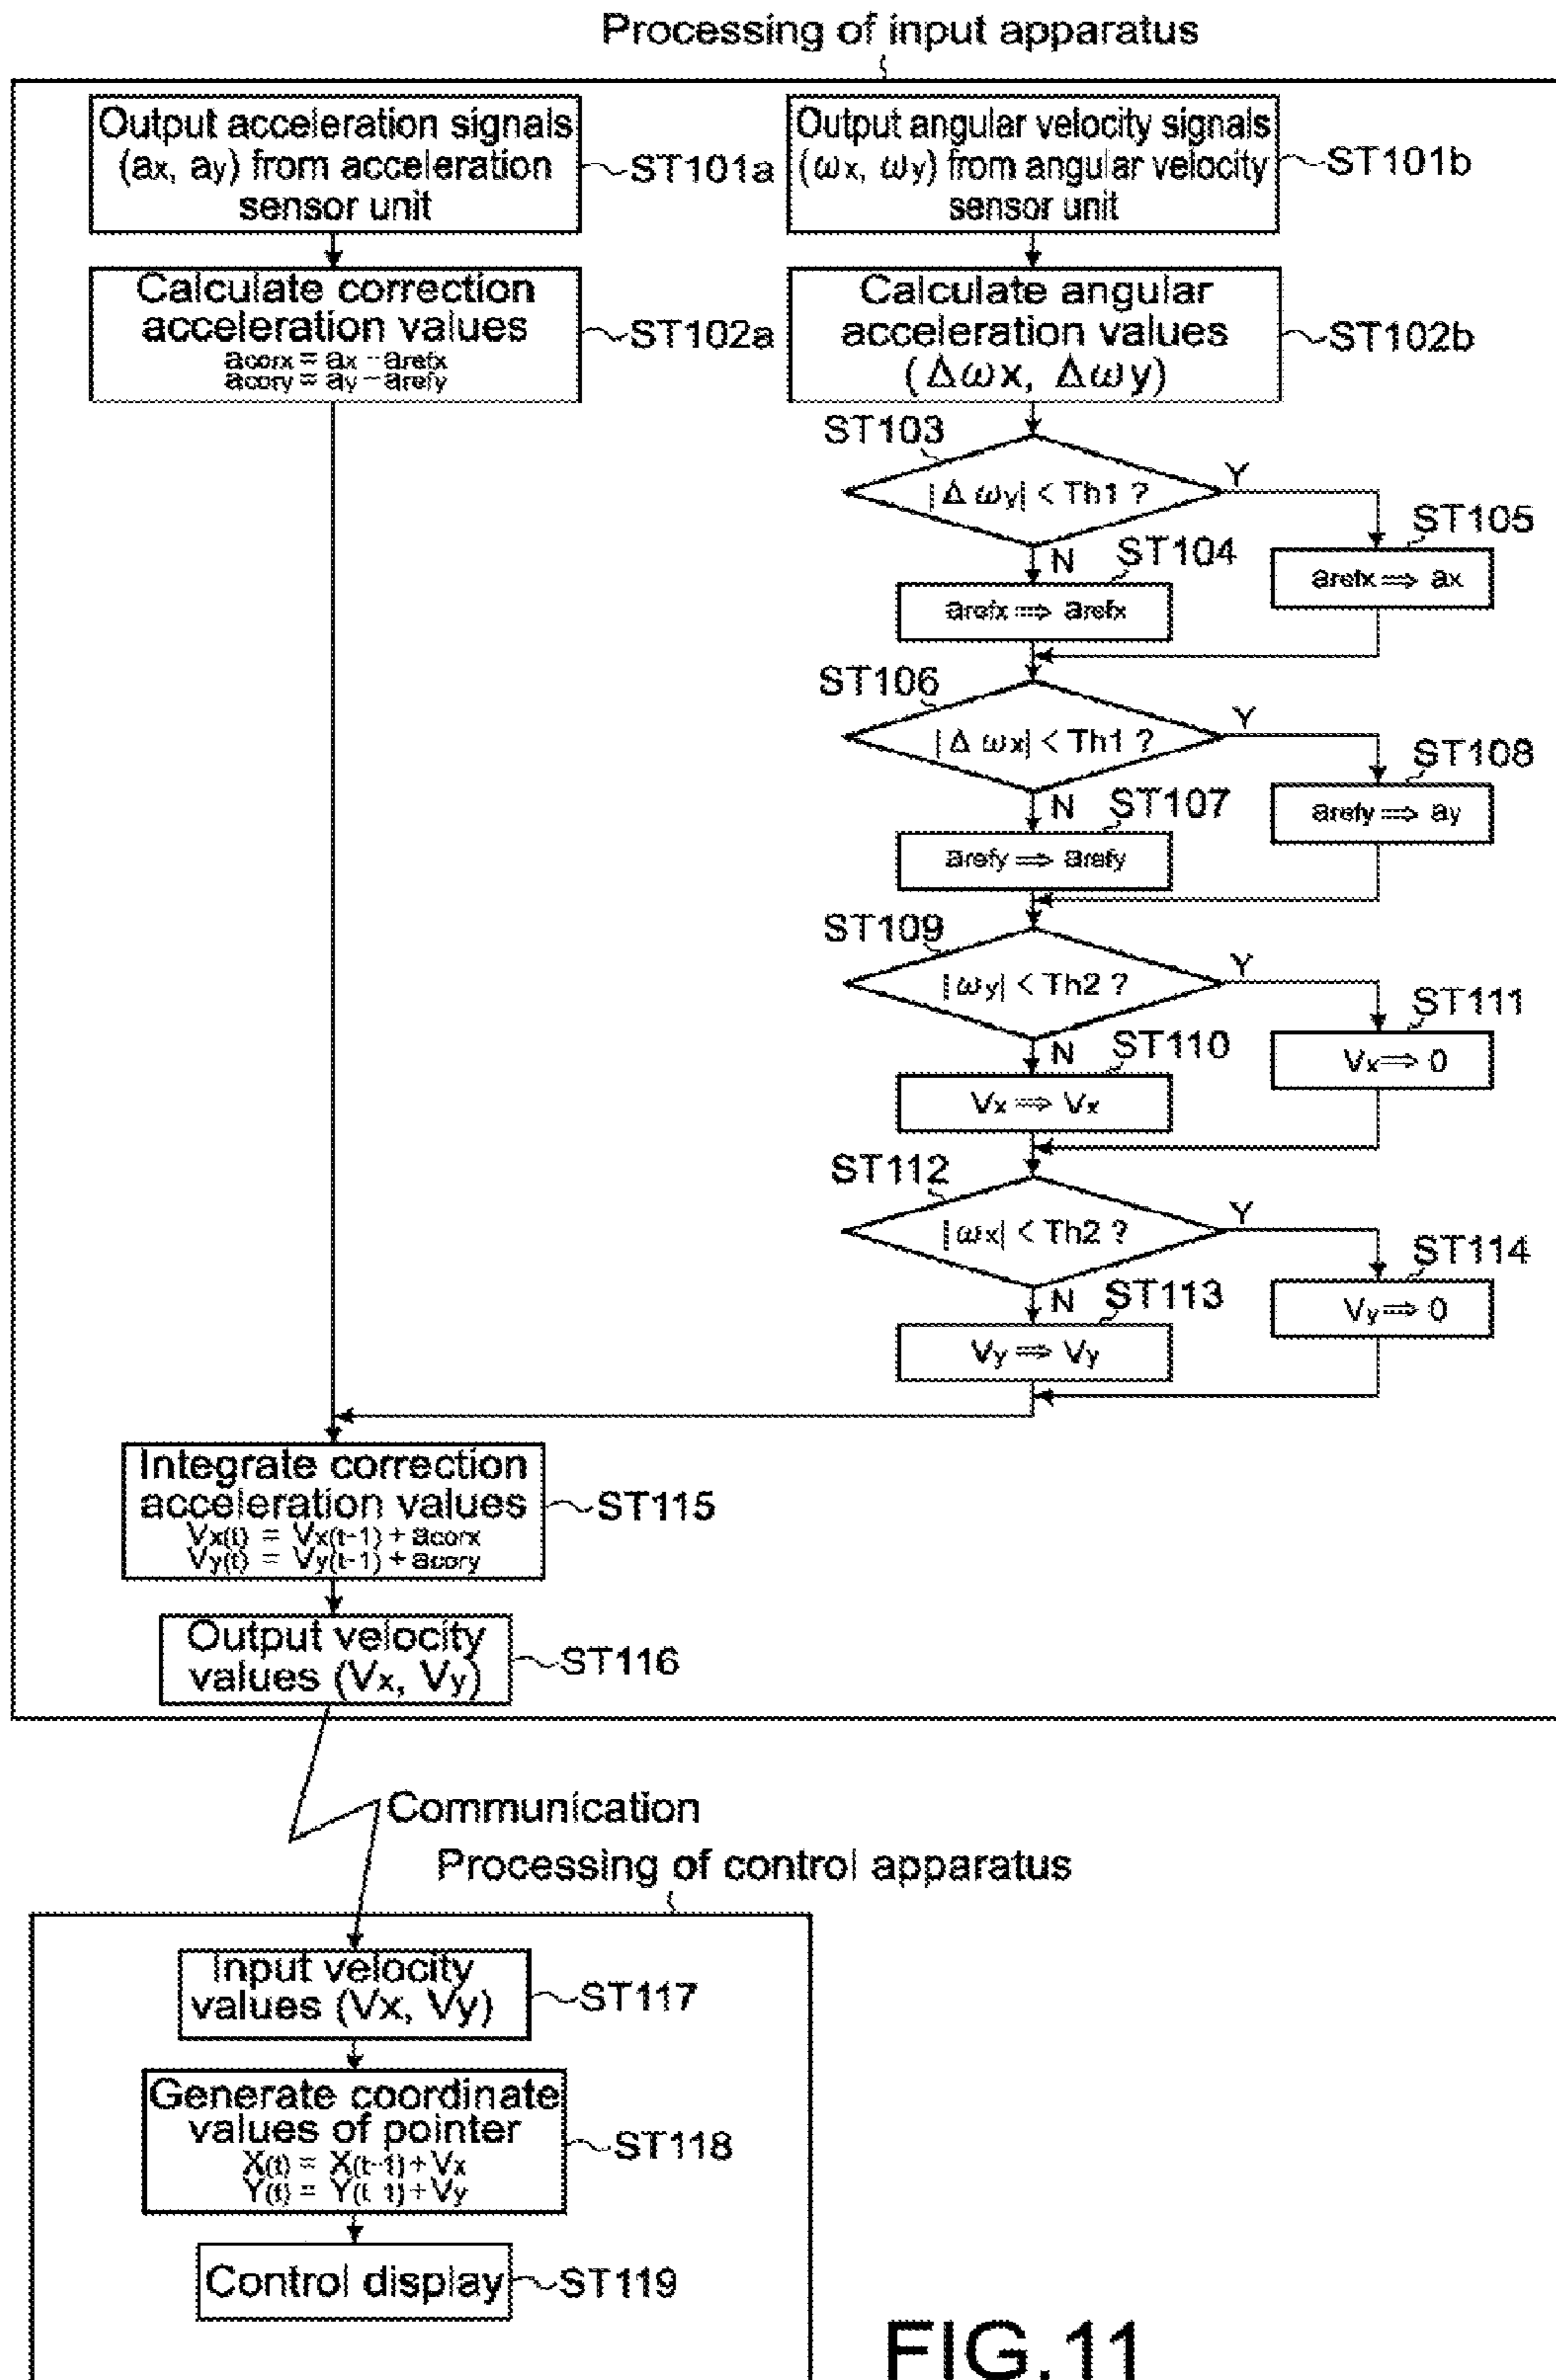 Processing of input apparatus
Output acceleration signals
(ax, ay) from acceleration
sensor unit
ST101a
Output angular velocity signals
(ωx, ωy) from angular velocity
sensor unit
ST101b
Calculate correction
acceleration values
acorx = ax - arefx
acory = ay - arefy
ST102a
Calculate angular
acceleration values
(Δωx, Δωy)
ST102b
ST103
|Δωy| < Th1 ?
Y
N
ST104
arefx ⇒ arefx
ST105
arefx ⇒ ax
ST106
|Δωx| < Th1 ?
Y
N
ST107
arefy ⇒ arefy
ST108
arefy ⇒ ay
ST109
|ωy| < Th2 ?
Y
N
ST110
Vx ⇒ Vx
ST111
Vx ⇒ 0
ST112
|ωx| < Th2 ?
Y
N
ST113
Vy ⇒ Vy
ST114
Vy ⇒ 0
Integrate correction
acceleration values
Vx(t) = Vx(t-1) + acorx
Vy(t) = Vy(t-1) + acory
ST115
Output velocity
values (Vx, Vy)
ST116
Communication
Processing of control apparatus
Input velocity
values (Vx, Vy)
ST117
Generate coordinate
values of pointer
X(t) = X(t-1) + Vx
Y(t) = Y(t-1) + Vy
ST118
Control display
ST119
FIG.11